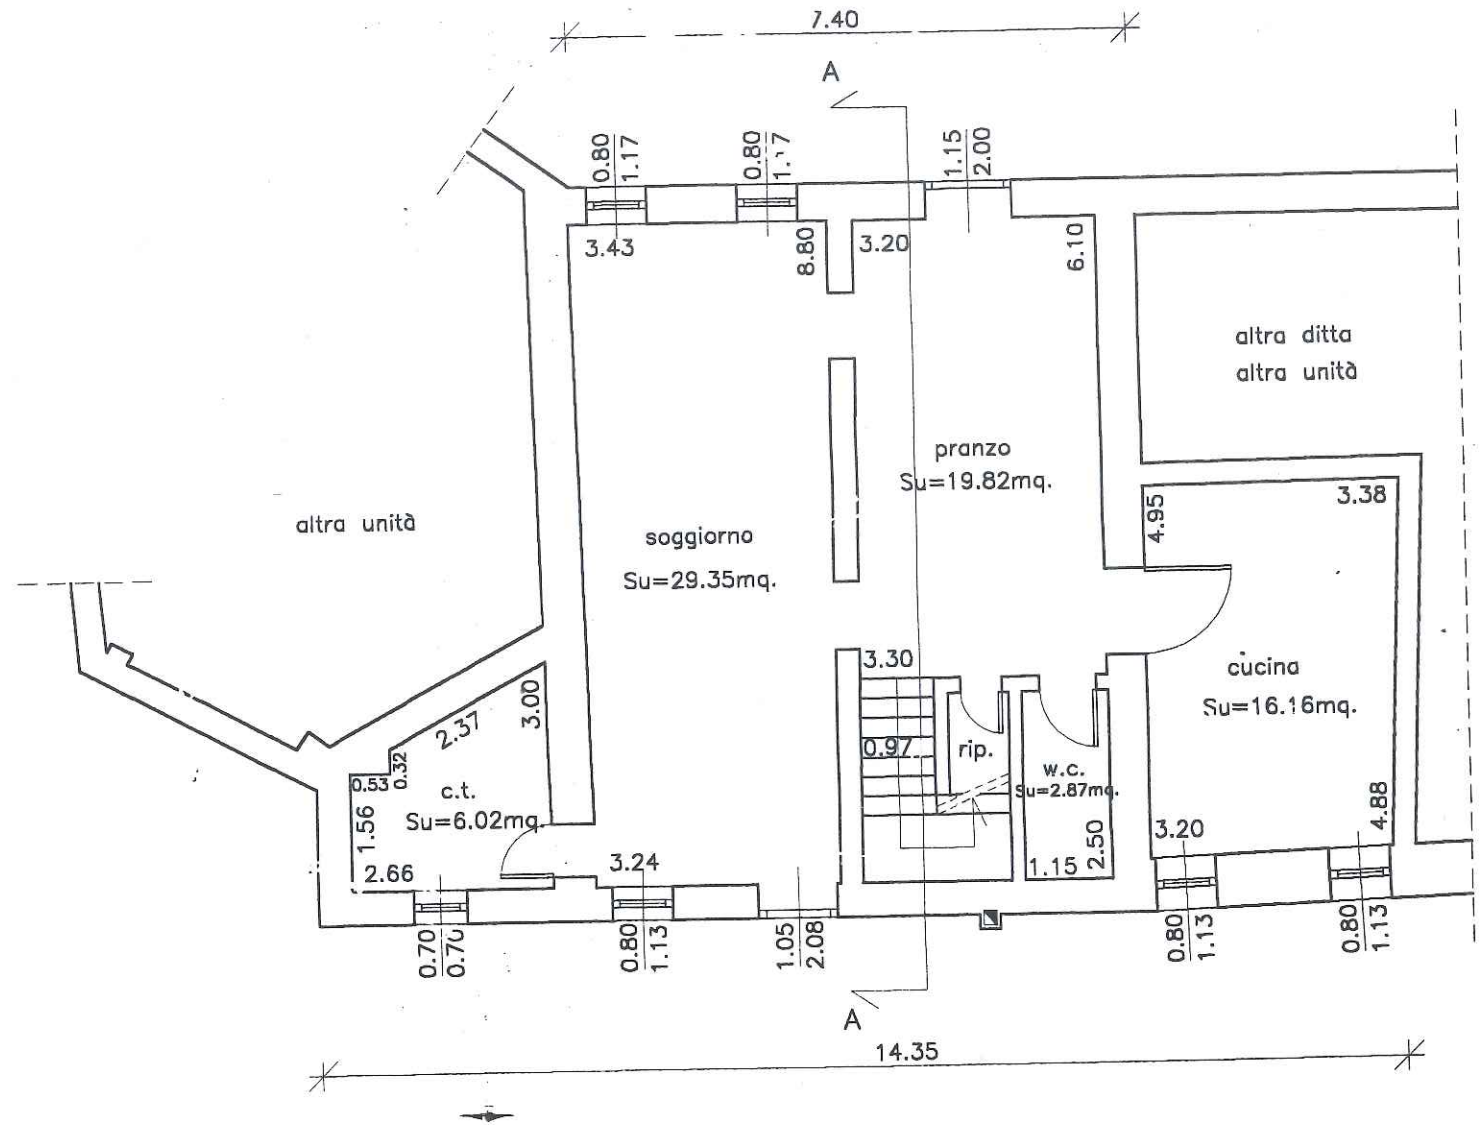 7.40
A
0.80
1.17
0.80
1.17
1.15
2.00
3.43
8.80
3.20
6.10
altra ditta
altra unità
pranzo
Su=19.82mq.
4.95
3.38
altra unità
soggiorno
Su=29.35mq.
3.30
cucina
Su=16.16mq.
3.00
2.37
0.97
rip.
0.53
0.32
c.t.
Su=6.02mq.
w.c.
Su=2.87mq.
1.56
2.66
3.24
1.15
2.50
3.20
4.88
0.70
0.70
0.80
1.13
1.05
2.08
0.80
1.13
0.80
1.13
A
14.35